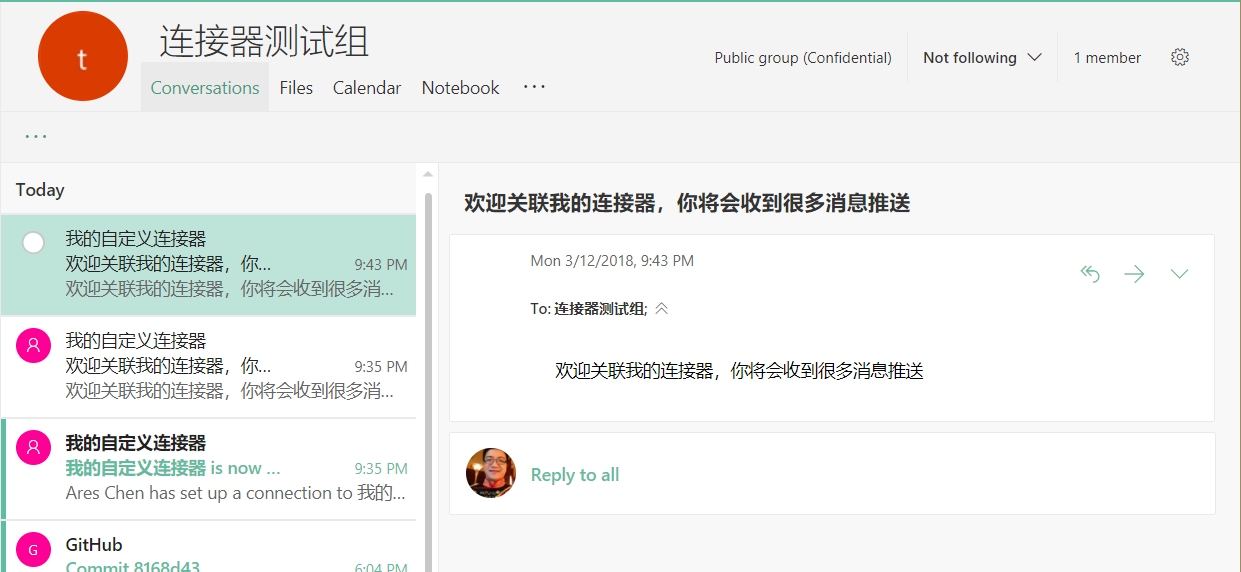 t
连接器测试组
Public group (Confidential)
Not following
1 member
Conversations
Files
Calendar
Notebook
...
...
Today
我的自定义连接器
欢迎关联我的连接器，你...
9:43 PM
欢迎关联我的连接器，你将会收到很多消...
我的自定义连接器
欢迎关联我的连接器，你...
9:35 PM
欢迎关联我的连接器，你将会收到很多消...
我的自定义连接器
我的自定义连接器 is now ...
9:35 PM
Ares Chen has set up a connection to 我的...
G
GitHub
Commit 8168d43
6:04 PM
欢迎关联我的连接器，你将会收到很多消息推送
Mon 3/12/2018, 9:43 PM
To: 连接器测试组;
欢迎关联我的连接器，你将会收到很多消息推送
Reply to all